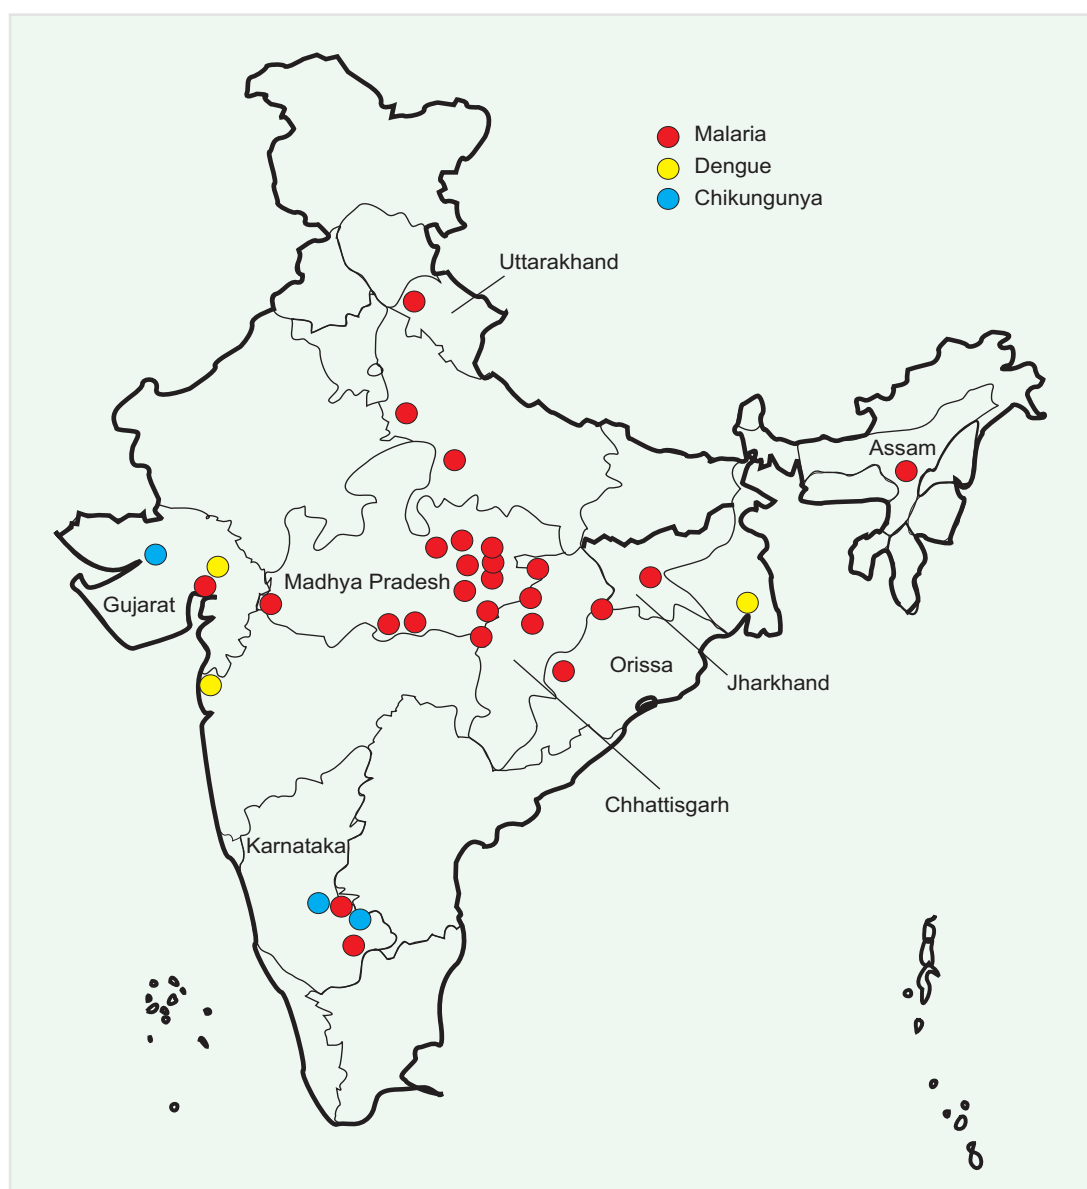 Malaria
Dengue
Chikungunya
Uttarakhand
Assam
Madhya Pradesh
Gujarat
Orissa
Jharkhand
Chhattisgarh
Karnataka